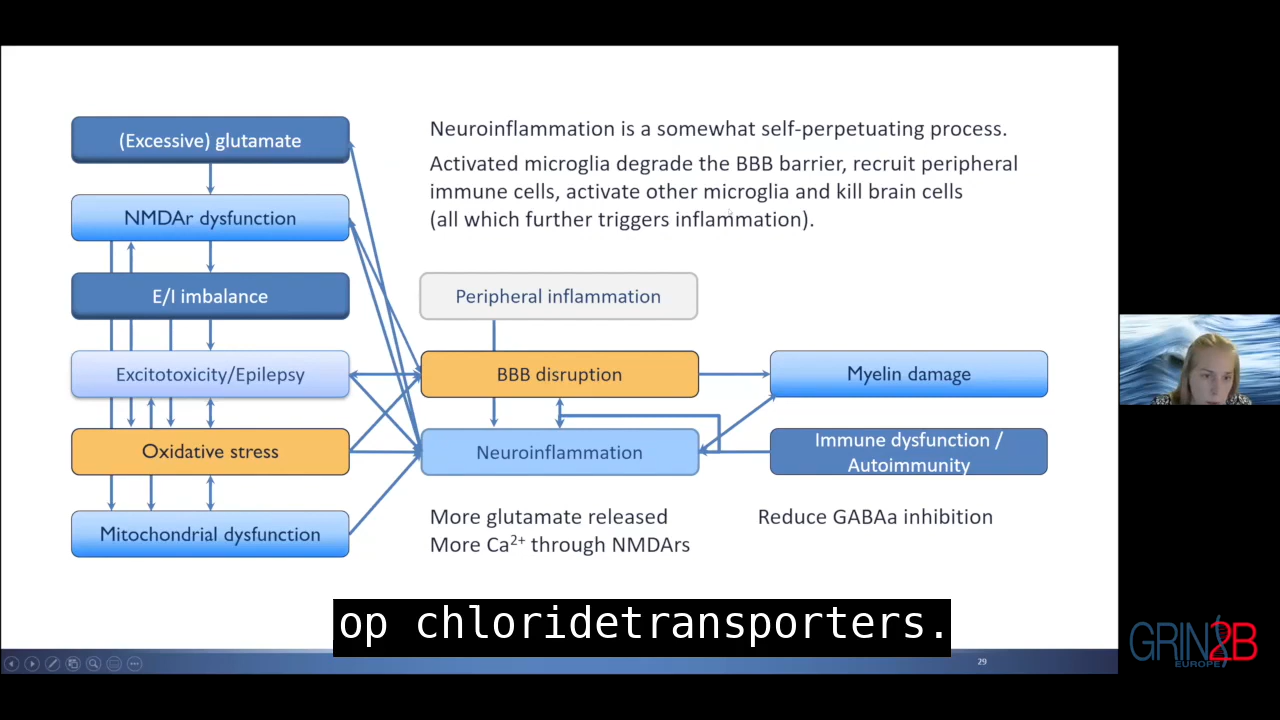 Neuroinflammation is a somewhat self-perpetuating process.
Activated microglia degrade the BBB barrier, recruit peripheral
immune cells, activate other microglia and kill brain cells
(all which further triggers inflammation).
(Excessive) glutamate
NMDAr dysfunction
E/I imbalance
Excitotoxicity/Epilepsy
Oxidative stress
Mitochondrial dysfunction
Peripheral inflammation
BBB disruption
Neuroinflammation
Myelin damage
Immune dysfunction /
Autoimmunity
More glutamate released
More Ca²⁺ through NMDArs
Reduce GABAa inhibition
op chloridetransporters.
29
GRIN2B
EUROPE